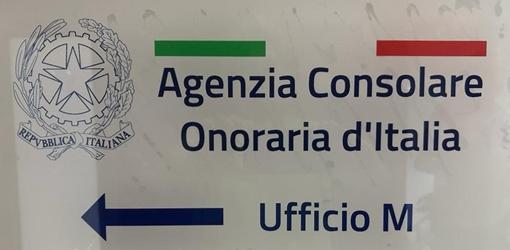 Agenzia Consolare
Onoraria d'Italia
REPVBBLICA ITALIANA
Ufficio M